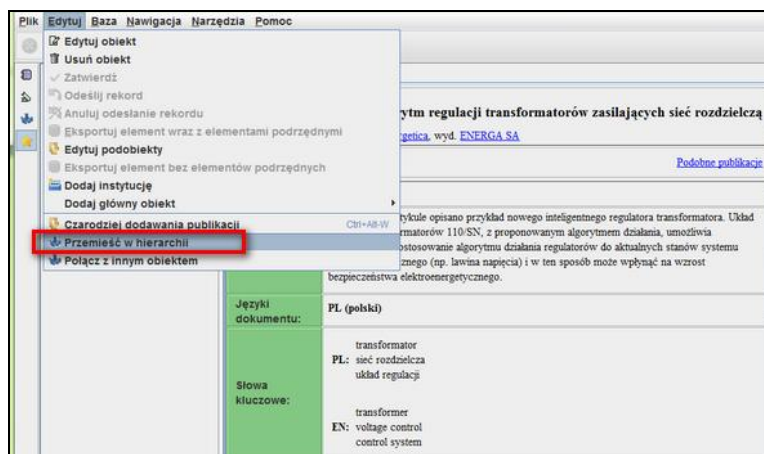 Plik Edytuj Baza Nawigacja Narzędzia Pomoc
Edytuj obiekt
Usuń obiekt
Zatwierdź
Odeślij rekord
Anuluj odesłanie rekordu
Eksportuj element wraz z elementami podrzędnymi
Edytuj podobiekty
Eksportuj element bez elementów podrzędnych
Dodaj instytucję
Dodaj główny obiekt
Czarodziej dodawania publikacji Ctrl+Alt-W
Przemieść w hierarchii
Połącz z innym obiektem
ytm regulacji transformatorów zasilających sieć rozdzielczą
getica, wyd. ENERGA SA
Podobne publikacje
tykule opisano przykład nowego inteligentnego regulatora transformatora. Układ
rmatorów 110/SN, z proponowanym algorytmem działania, umożliwia
ostosowanie algorytmu działania regulatorów do aktualnych stanów systemu
znego (np. lawina napięcia) i w ten sposób może wpłynąć na wzrost
bezpieczeństwa elektroenergetycznego.
Języki
dokumentu:
PL (polski)
Słowa
kluczowe:
transformator
PL: sieć rozdzielcza
układ regulacji
transformer
EN: voltage control
control system